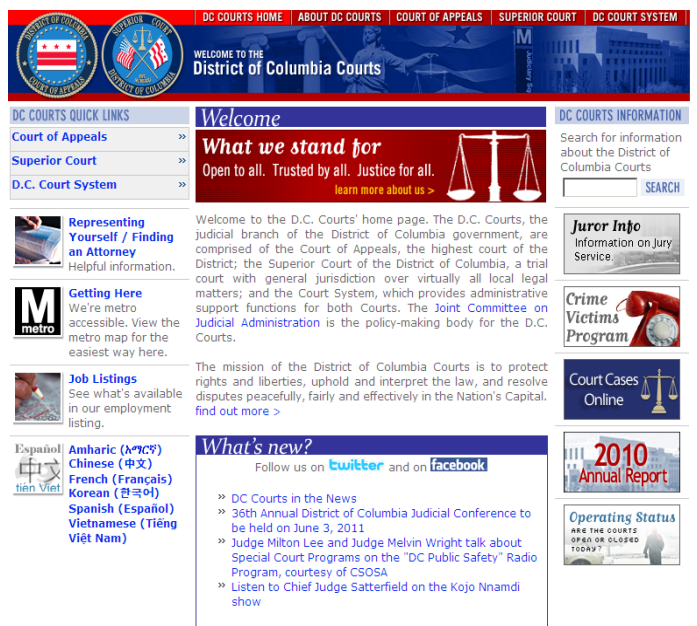 DC COURTS HOME
ABOUT DC COURTS
COURT OF APPEALS
SUPERIOR COURT
DC COURT SYSTEM
COURT OF APPEALS
DISTRICT OF COLUMBIA
SUPERIOR COURT
DISTRICT OF COLUMBIA
WELCOME TO THE
District of Columbia Courts
M
Judiciary Sq
DC COURTS QUICK LINKS
Court of Appeals »
Superior Court »
D.C. Court System »
Representing
Yourself / Finding
an Attorney
Helpful information.
M
metro
Getting Here
We're metro
accessible. View the
metro map for the
easiest way here.
Job Listings
See what's available
in our employment
listing.
Español
中文
tiến Việt
Amharic (አማርኛ)
Chinese (中文)
French (Français)
Korean (한국어)
Spanish (Español)
Vietnamese (Tiếng
Việt Nam)
Welcome
What we stand for
Open to all. Trusted by all. Justice for all.
learn more about us >
Welcome to the D.C. Courts' home page. The D.C. Courts, the
judicial branch of the District of Columbia government, are
comprised of the Court of Appeals, the highest court of the
District; the Superior Court of the District of Columbia, a trial
court with general jurisdiction over virtually all local legal
matters; and the Court System, which provides administrative
support functions for both Courts. The Joint Committee on
Judicial Administration is the policy-making body for the D.C.
Courts.
The mission of the District of Columbia Courts is to protect
rights and liberties, uphold and interpret the law, and resolve
disputes peacefully, fairly and effectively in the Nation's Capital.
find out more >
What's new?
Follow us on twitter and on facebook
» DC Courts in the News
» 36th Annual District of Columbia Judicial Conference to
be held on June 3, 2011
» Judge Milton Lee and Judge Melvin Wright talk about
Special Court Programs on the "DC Public Safety" Radio
Program, courtesy of CSOSA
» Listen to Chief Judge Satterfield on the Kojo Nnamdi
show
DC COURTS INFORMATION
Search for information
about the District of
Columbia Courts
SEARCH
Juror Info
Information on Jury
Service.
Crime
Victims
Program
Court Cases
Online
2010
Annual Report
Operating Status
ARE THE COURTS
OPEN OR CLOSED
TODAY?